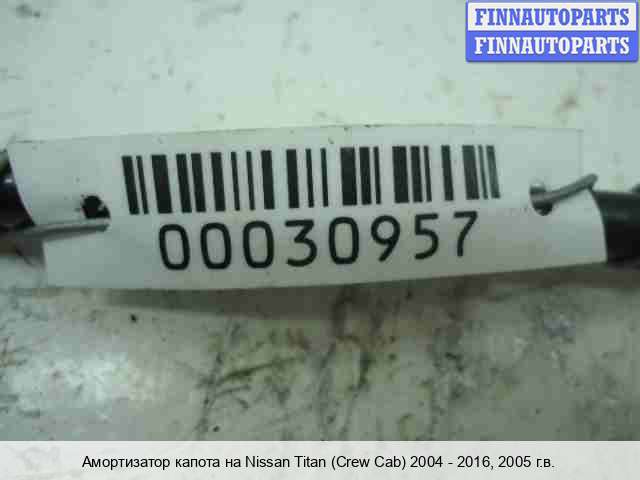 FINNAUTOPARTS
FINNAUTOPARTS
00030957
Амортизатор капота на Nissan Titan (Crew Cab) 2004 - 2016, 2005 г.в.